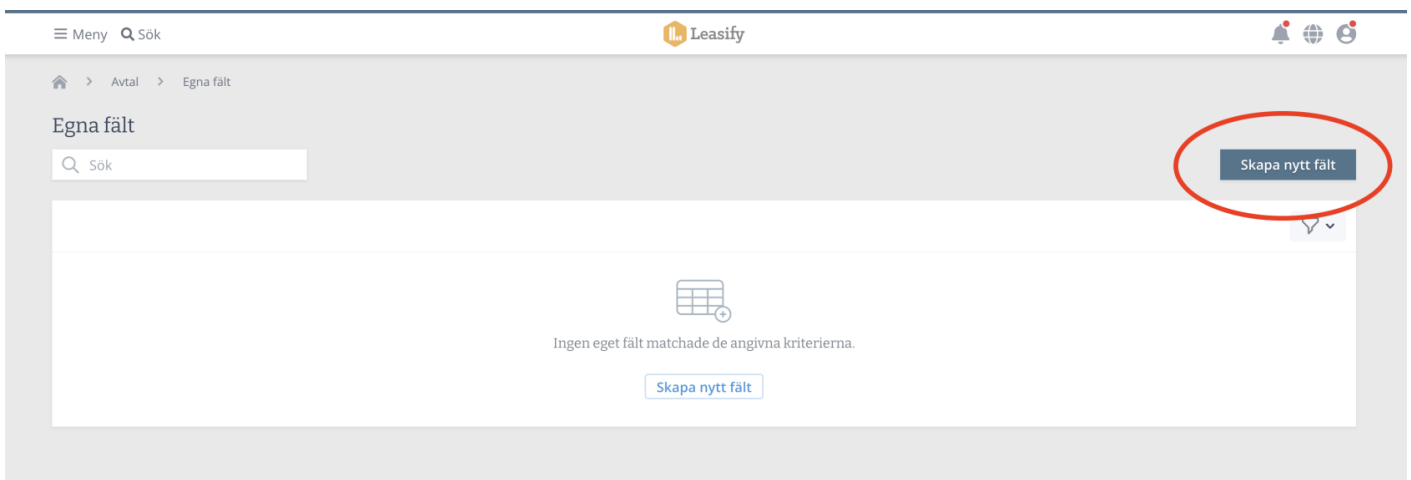 Meny Sök Leasify
Avtal Egna fält
Egna fält
Sök Skapa nytt fält
Ingen eget fält matchade de angivna kriterierna.
Skapa nytt fält